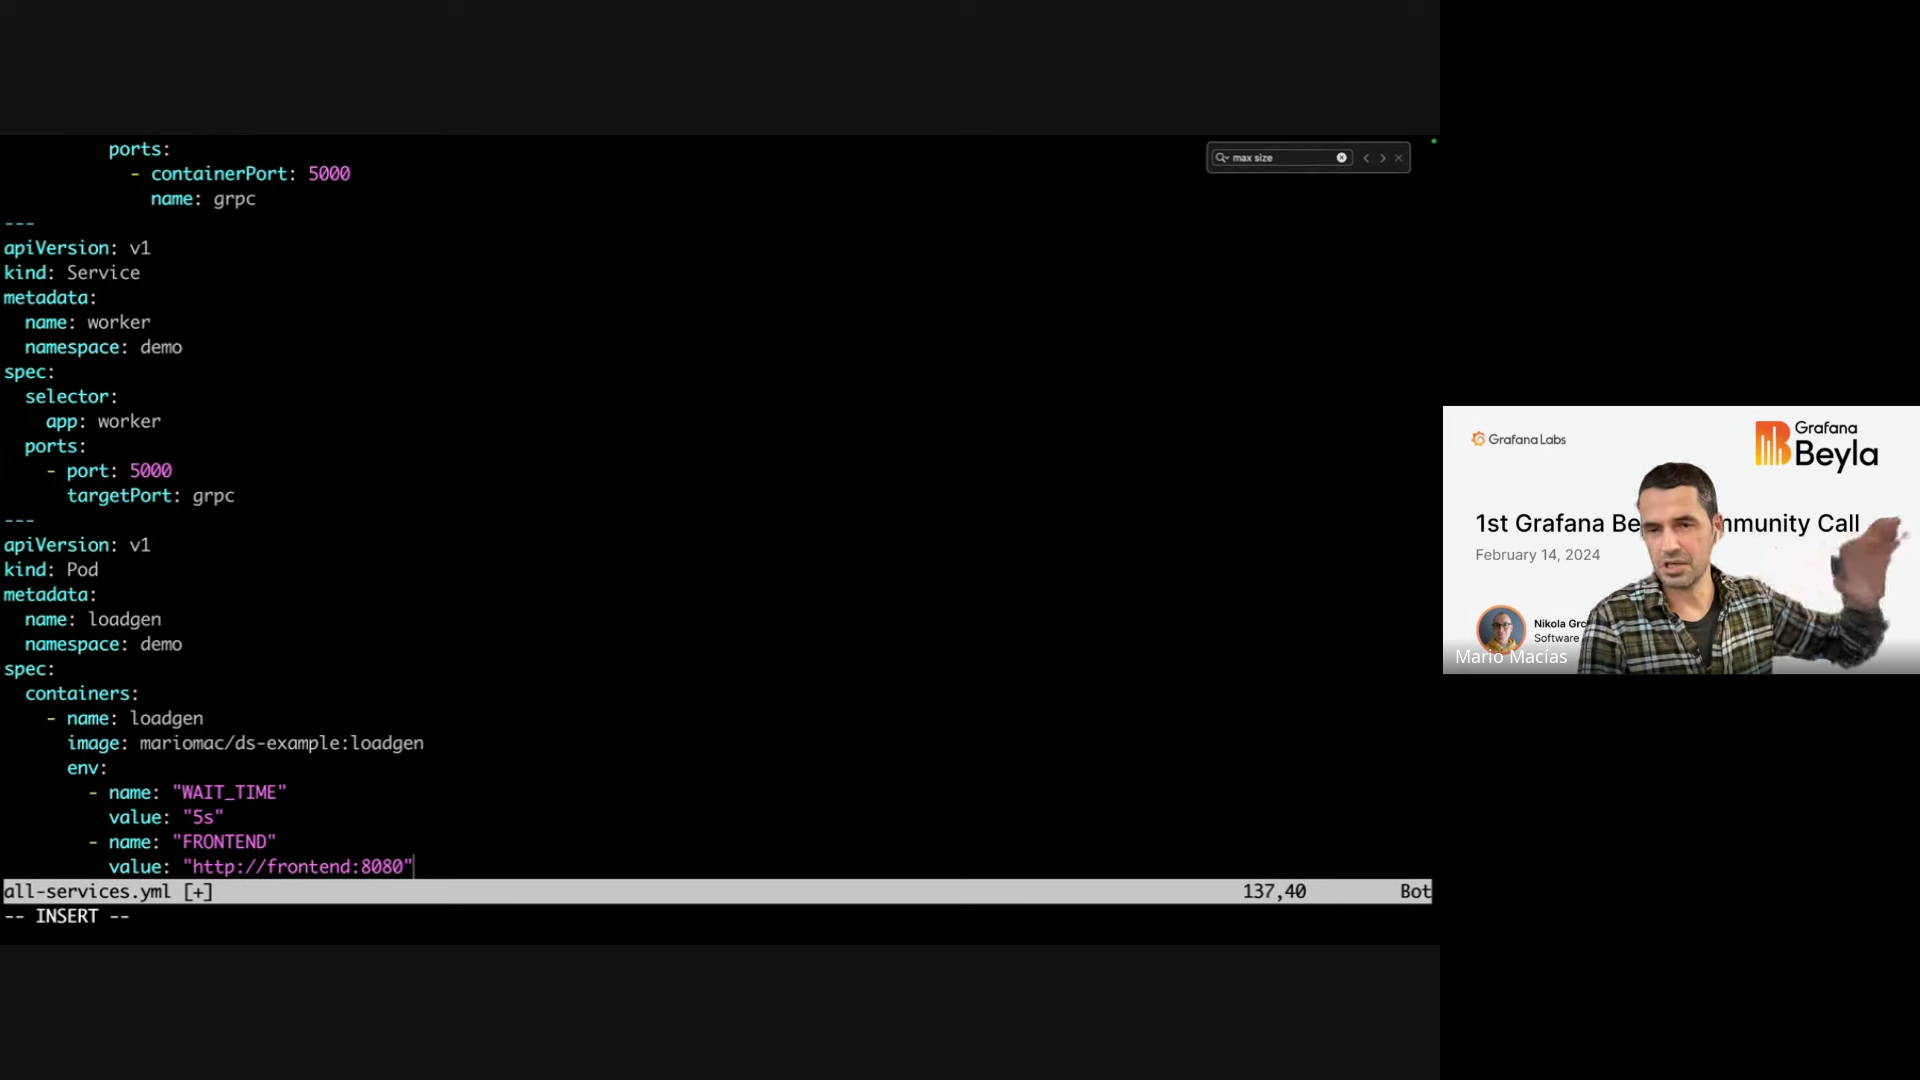 ports:
- containerPort: 5000
name: grpc
---
apiVersion: v1
kind: Service
metadata:
name: worker
namespace: demo
spec:
selector:
app: worker
ports:
- port: 5000
targetPort: grpc
---
apiVersion: v1
kind: Pod
metadata:
name: loadgen
namespace: demo
spec:
containers:
- name: loadgen
image: mariomac/ds-example:loadgen
env:
- name: "WAIT_TIME"
value: "5s"
- name: "FRONTEND"
value: "http://frontend:8080"
all-services.yml [+] 137,40 Bot
-- INSERT --
max size
Grafana Labs
Grafana
Beyla
1st Grafana Be mmunity Call
February 14, 2024
Nikola Grc
Software
Mario Macías